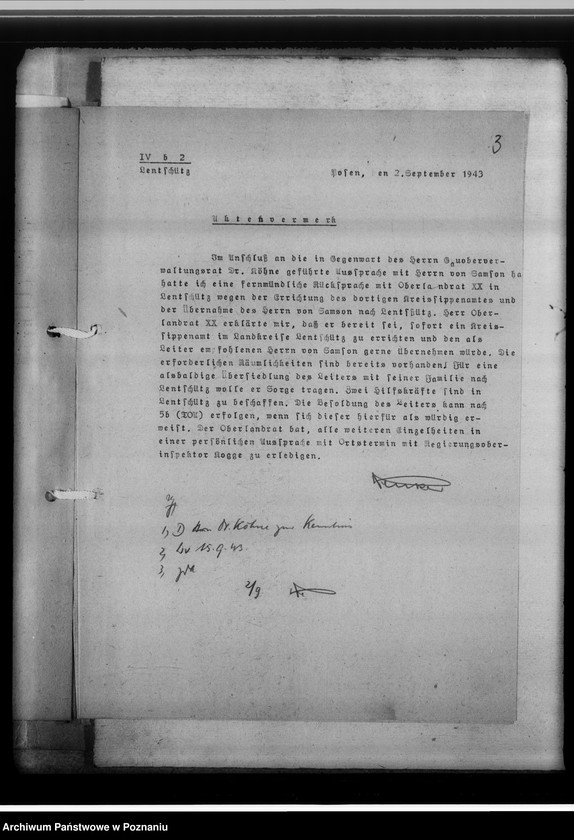 3
IV b 2
Lentschütz
Posen, den 2.September 1943
Aktenvermerk
Im Anschluß an die in Gegenwart des Herrn Gauoberver-
waltungsrat Dr. Köhne geführte Aussprache mit Herrn von Samson ha
hatte ich eine fernmündliche Rücksprache mit Oberlandrat XX in
Lentschütz wegen der Errichtung des dortigen Kreissippenamtes und
der Übernahme des Herrn von Samson nach Lentschütz. Herr Ober-
landrat XX erklärte mir, daß er bereit sei, sofort ein Kreis-
sippenamt im Landkreise Lentschütz zu errichten und den als
Leiter empfohlenen Herrn von Samson gerne übernehmen würde. Die
erforderlichen Räumlichkeiten sind bereits vorhanden. Für eine
alsbaldige Übersiedlung des Leiters mit seiner Familie nach
Lentschütz wolle er Sorge tragen. Zwei Hilfskräfte sind in
Lentschütz zu beschaffen. Die Besoldung des Leiters kann nach
5b (TOA) erfolgen, wenn sich dieser hierfür als würdig er-
weist. Der Oberlandrat bat, alle weiteren Einzelheiten in
einer persönlichen Aussprache mit Ortstermin mit Regierungsober-
inspektor Kogge zu erledigen.
1, Dr. Köhne zur Kenntnis
2, 15.9.43.
3,
2/9
Archiwum Państwowe w Poznaniu